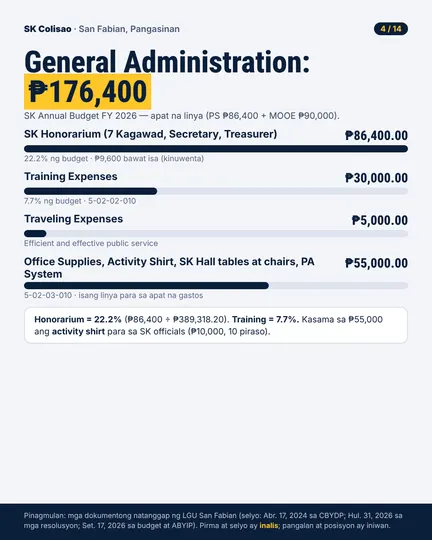 SK Colisao · San Fabian, Pangasinan
4 / 14
General Administration:
₱176,400
SK Annual Budget FY 2026 — apat na linya (PS ₱86,400 + MOOE ₱90,000).
SK Honorarium (7 Kagawad, Secretary, Treasurer)
₱86,400.00
22.2% ng budget · ₱9,600 bawat isa (kinuwenta)
Training Expenses
₱30,000.00
7.7% ng budget · 5-02-02-010
Traveling Expenses
₱5,000.00
Efficient and effective public service
Office Supplies, Activity Shirt, SK Hall tables at chairs, PA
System
₱55,000.00
5-02-03-010 · isang linya para sa apat na gastos
Honorarium = 22.2% (₱86,400 ÷ ₱389,318.20). Training = 7.7%. Kasama sa ₱55,000
ang activity shirt para sa SK officials (₱10,000, 10 piraso).
Pinagmulan: mga dokumentong natanggap ng LGU San Fabian (selyo: Abr. 17, 2024 sa CBYDP; Hul. 31, 2026 sa
mga resolusyon; Set. 17, 2026 sa budget at ABYIP). Pirma at selyo ay inalis; pangalan at posisyon ay iniwan.